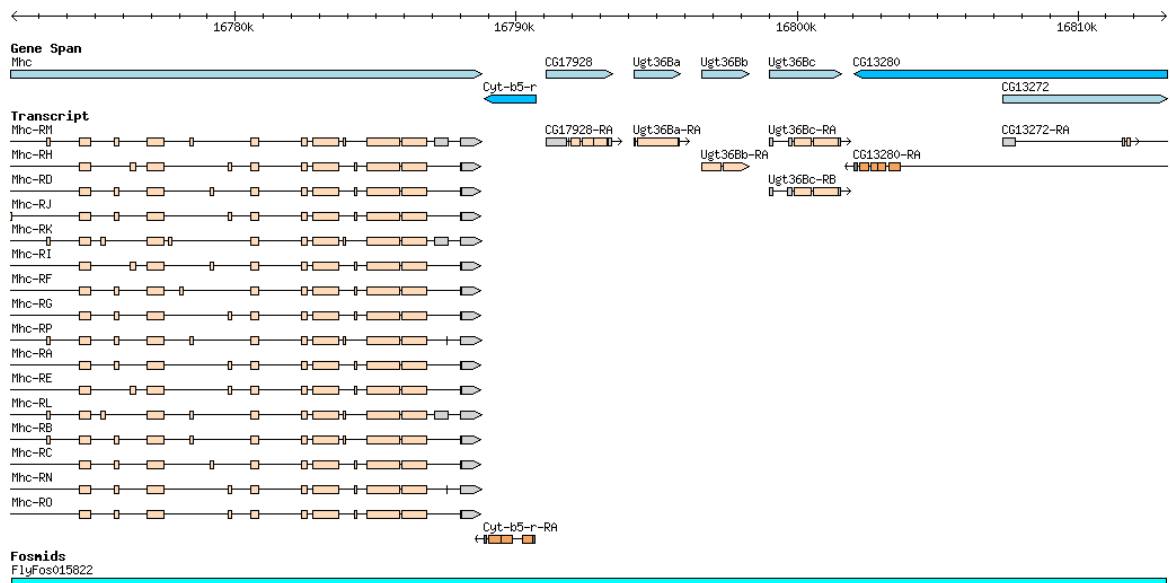 16780k 16790k 16800k 16810k
Gene Span
Mhc CG17928 Ugt36Ba Ugt36Bb Ugt36Bc CG13280
Cyt-b5-r CG13272
Transcript
Mhc-RM CG17928-RA Ugt36Ba-RA Ugt36Bc-RA CG13272-RA
Mhc-RH Ugt36Bb-RA CG13280-RA
Mhc-RD Ugt36Bc-RB
Mhc-RJ
Mhc-RK
Mhc-RI
Mhc-RF
Mhc-RG
Mhc-RP
Mhc-RA
Mhc-RE
Mhc-RL
Mhc-RB
Mhc-RC
Mhc-RN
Mhc-RO
Cyt-b5-r-RA
Fosmids
FlyFos015822